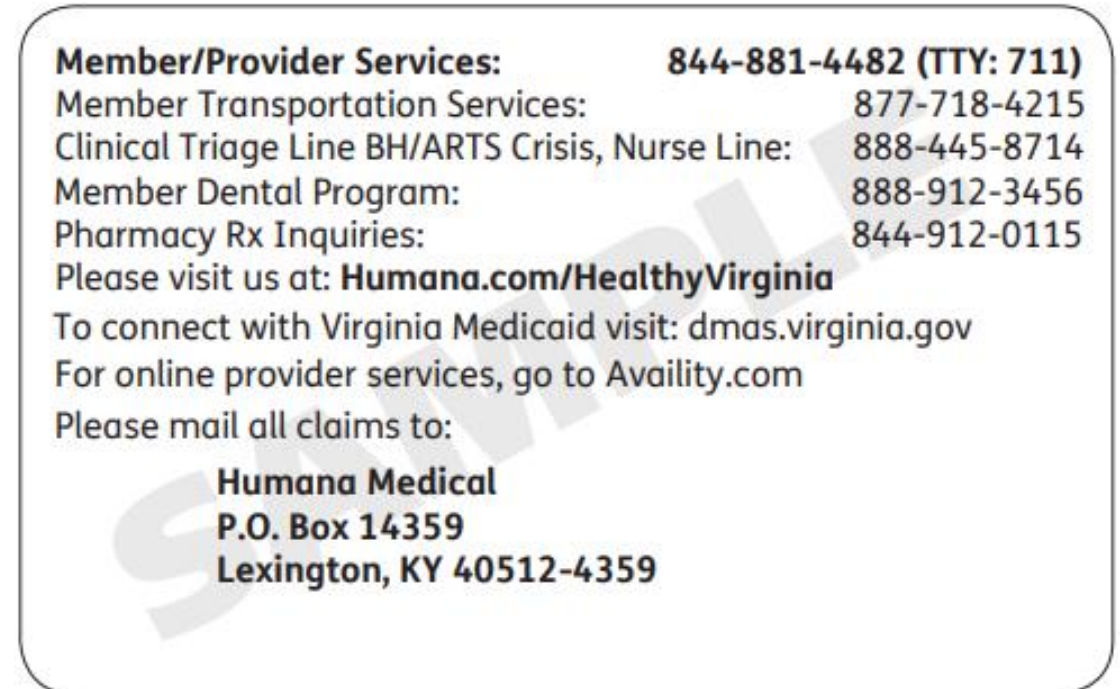 Member/Provider Services: 844-881-4482 (TTY: 711)
Member Transportation Services: 877-718-4215
Clinical Triage Line BH/ARTS Crisis, Nurse Line: 888-445-8714
Member Dental Program: 888-912-3456
Pharmacy Rx Inquiries: 844-912-0115
Please visit us at: Humana.com/HealthyVirginia
To connect with Virginia Medicaid visit: dmas.virginia.gov
For online provider services, go to Availity.com
Please mail all claims to:
Humana Medical
P.O. Box 14359
Lexington, KY 40512-4359
SAMPLE